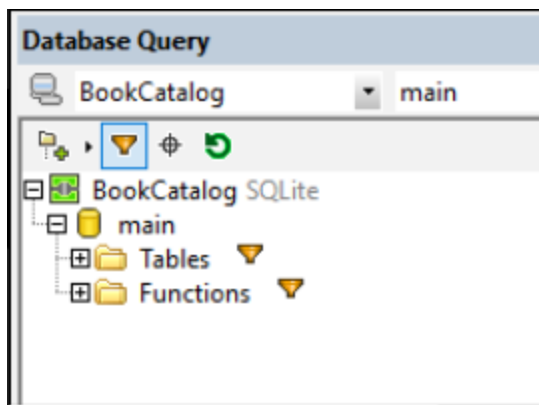 Database Query
BookCatalog main
BookCatalog SQLite
main
Tables
Functions